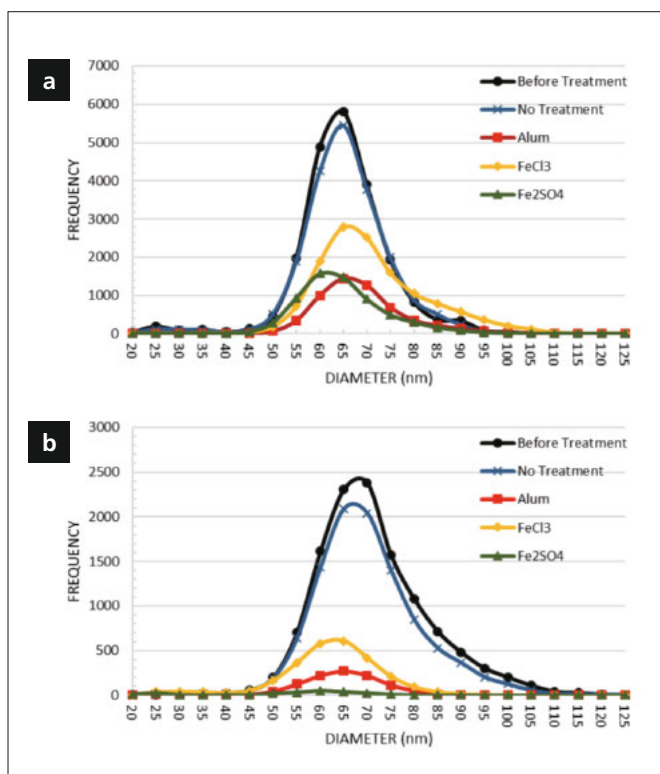 a
7000
6000
5000
4000
3000
2000
1000
0
FREQUENCY
Before Treatment
No Treatment
Alum
FeCl3
Fe2SO4
20 25 30 35 40 45 50 55 60 65 70 75 80 85 90 95 100 105 110 115 120 125
DIAMETER (nm)
b
3000
2500
2000
1500
1000
500
0
FREQUENCY
Before Treatment
No Treatment
Alum
FeCl3
Fe2SO4
20 25 30 35 40 45 50 55 60 65 70 75 80 85 90 95 100 105 110 115 120 125
DIAMETER (nm)